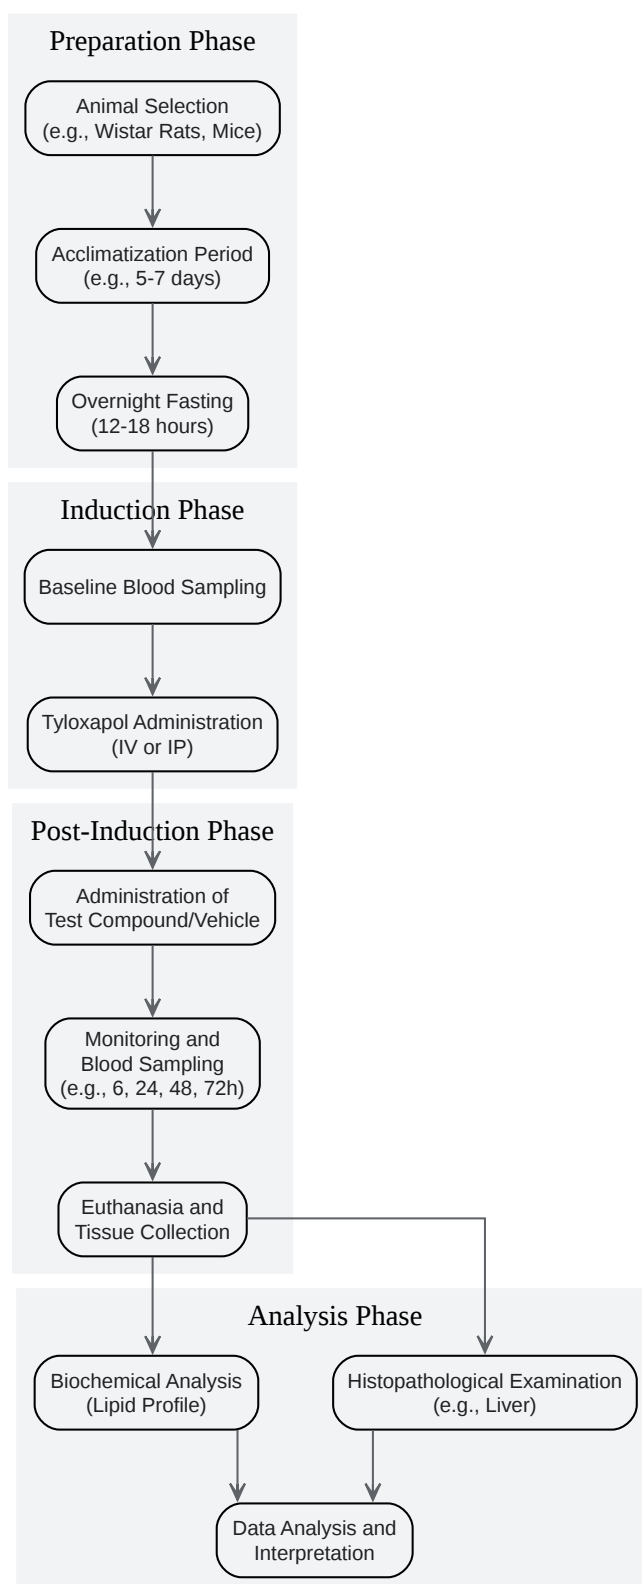 Preparation Phase
Animal Selection
(e.g., Wistar Rats, Mice)
Acclimatization Period
(e.g., 5-7 days)
Overnight Fasting
(12-18 hours)
Induction Phase
Baseline Blood Sampling
Tyloxapol Administration
(IV or IP)
Post-Induction Phase
Administration of
Test Compound/Vehicle
Monitoring and
Blood Sampling
(e.g., 6, 24, 48, 72h)
Euthanasia and
Tissue Collection
Analysis Phase
Biochemical Analysis
(Lipid Profile)
Histopathological Examination
(e.g., Liver)
Data Analysis and
Interpretation